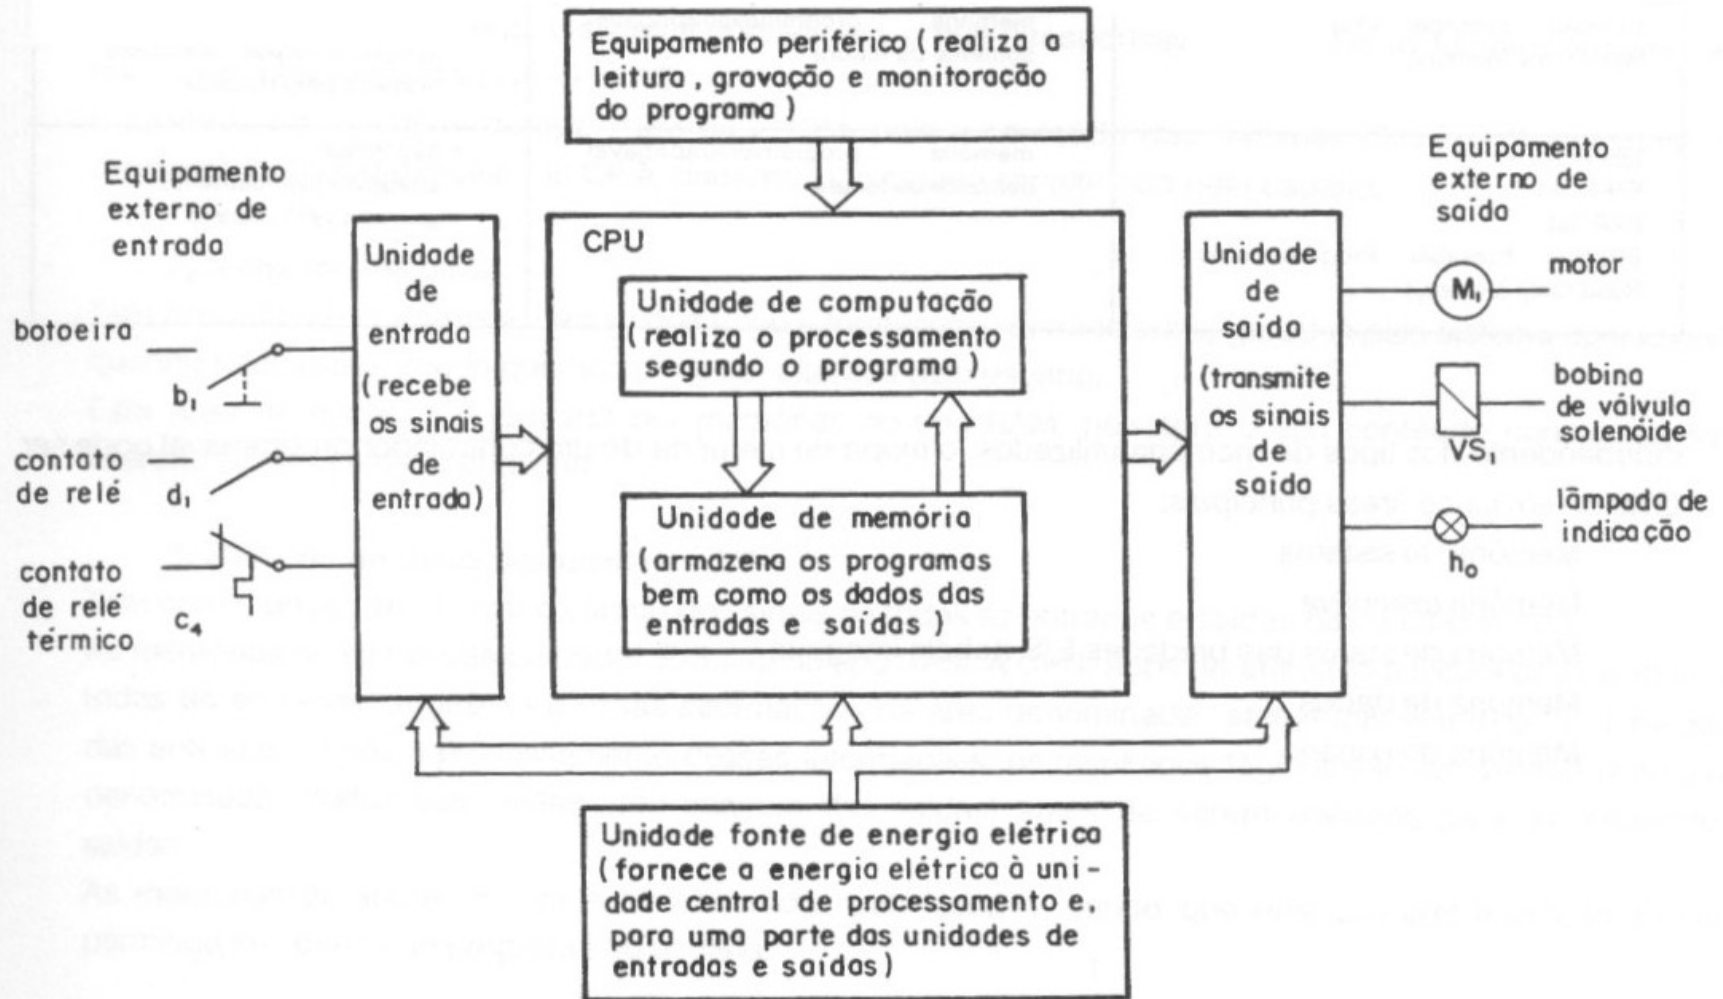 Equipamento periférico (realiza a
leitura, gravação e monitoração
do programa)
Equipamento
externo de
entrada
botoeira
b₁
contato
de relé
d₁
contato
de relé
térmico
c₄
Unidade
de
entrada
(recebe
os sinais
de
entrada)
CPU
Unidade de computação
(realiza o processamento
segundo o programa)
Unidade de memória
(armazena os programas
bem como os dados das
entradas e saídas)
Unidade
de
saída
(transmite
os sinais
de
saída)
Equipamento
externo de
saída
M₁
motor
bobina
de válvula
solenóide
VS₁
lâmpada de
indicação
h₀
Unidade fonte de energia elétrica
(fornece a energia elétrica à uni-
dade central de processamento e,
para uma parte das unidades de
entradas e saídas)